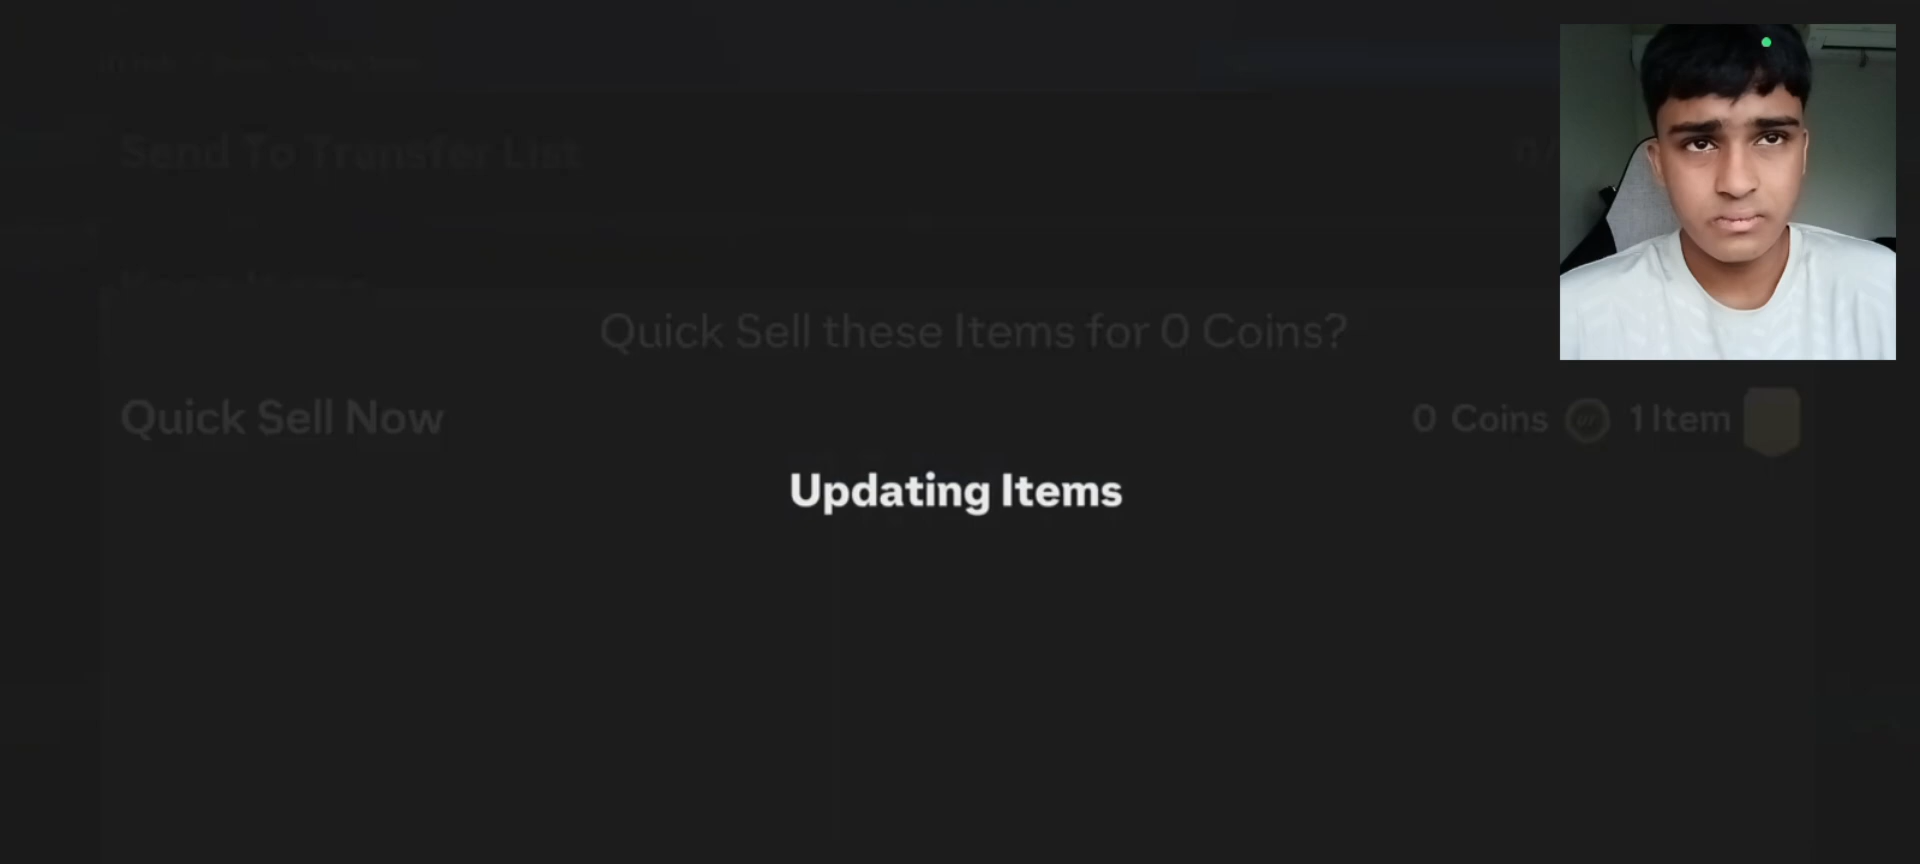 Send To Transfer List
Quick Sell these Items for 0 Coins?
Quick Sell Now
0 Coins 1 Item
Updating Items